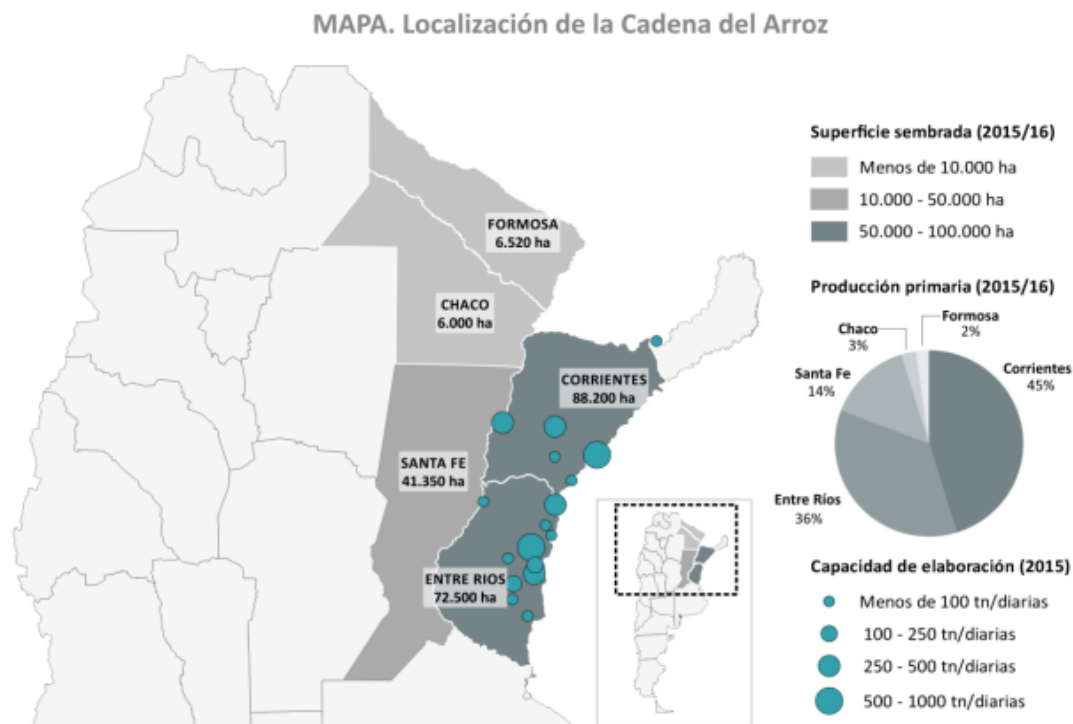 MAPA. Localización de la Cadena del Arroz
FORMOSA
6.520 ha
CHACO
6.000 ha
CORRIENTES
88.200 ha
SANTA FE
41.350 ha
ENTRE RIOS
72.500 ha
Superficie sembrada (2015/16)
Menos de 10.000 ha
10.000 - 50.000 ha
50.000 - 100.000 ha
Producción primaria (2015/16)
Formosa
2%
Chaco
3%
Corrientes
45%
Santa Fe
14%
Entre Ríos
36%
Capacidad de elaboración (2015)
Menos de 100 tn/diarias
100 - 250 tn/diarias
250 - 500 tn/diarias
500 - 1000 tn/diarias